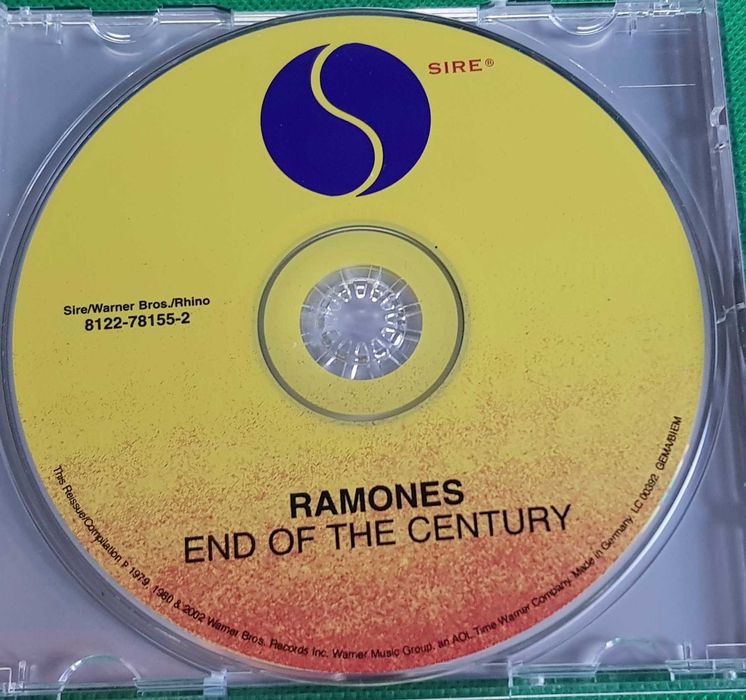 SIRE®
Sire/Warner Bros./Rhino
8122-78155-2
RAMONES
END OF THE CENTURY
This Reissue/Compilation ℗ 1979, 1980 & 2002 Warner Bros. Records Inc. Warner Music Group, an AOL Time Warner Company. Made in Germany. LC 00392 GEMA/BIEM